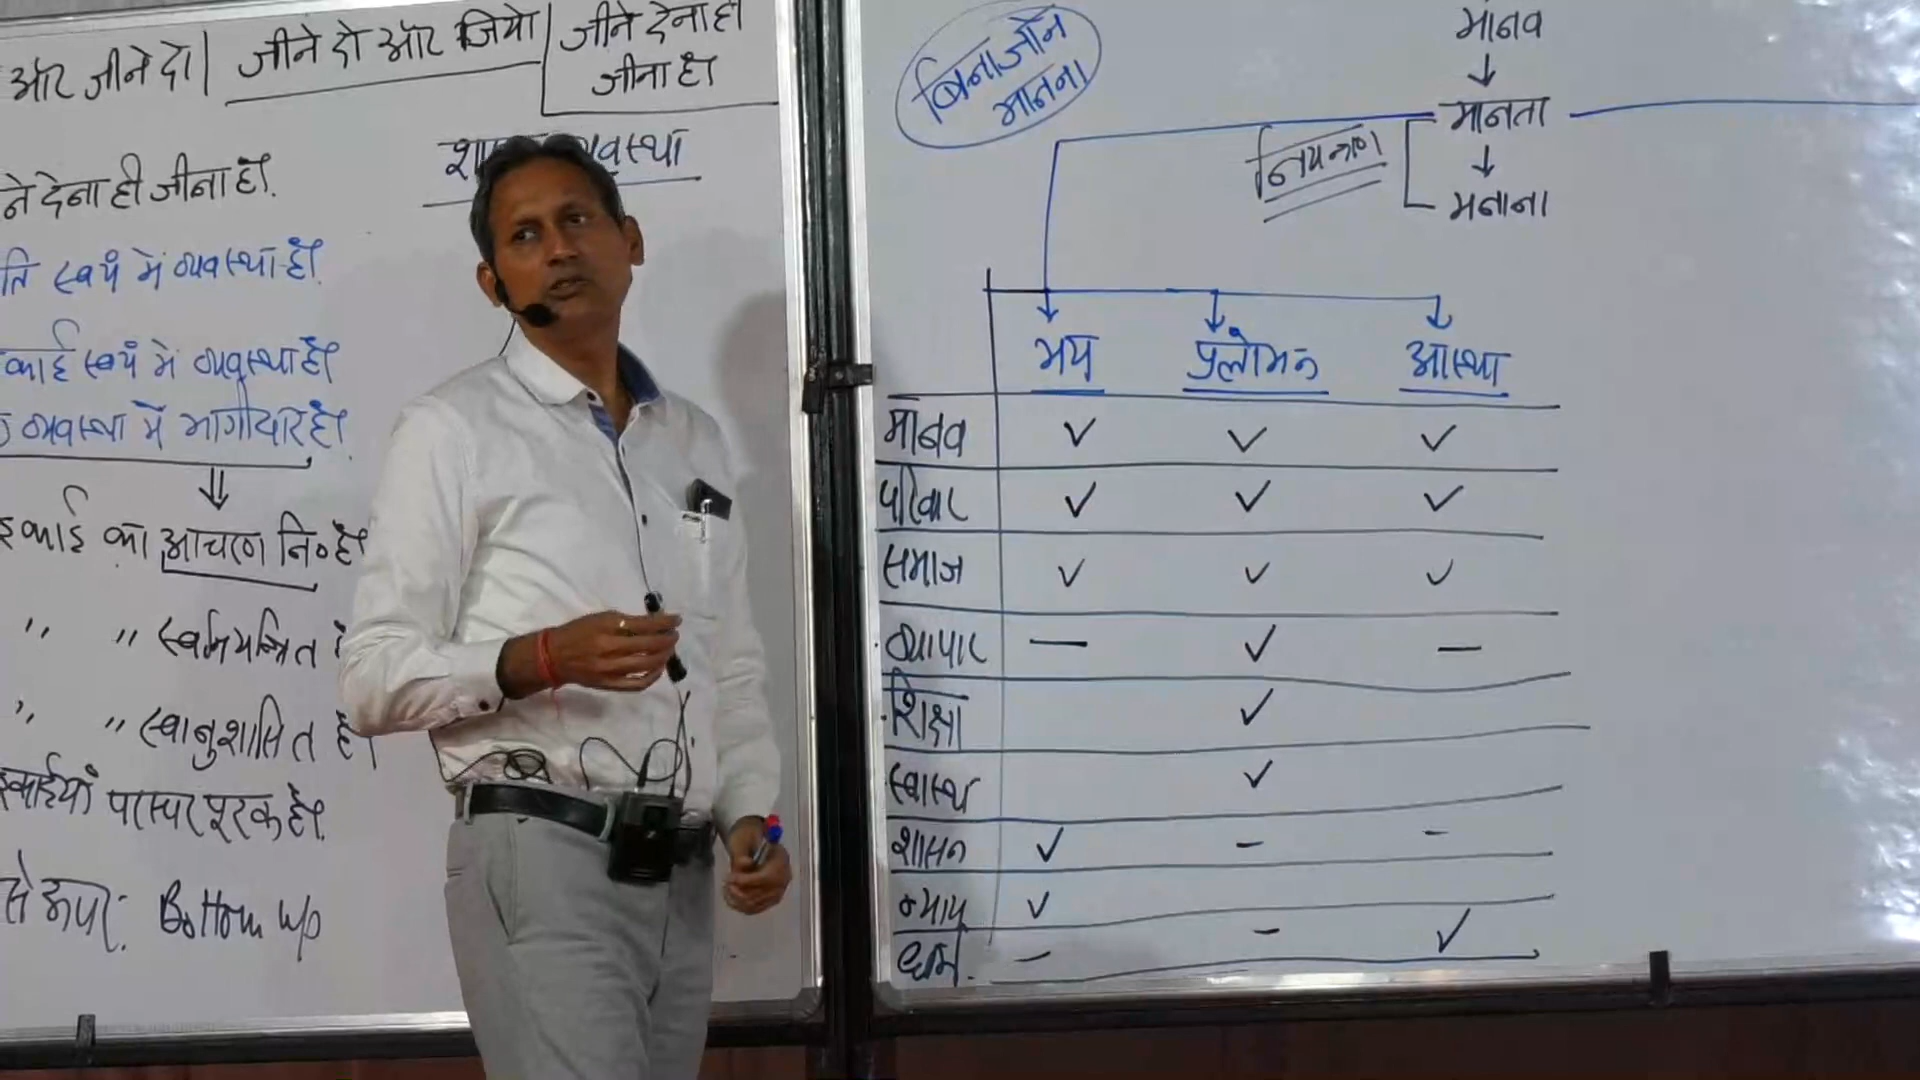 और जीने दो | जीने दो और जियो | जीने देना ही
जीना है
ने देना ही जीना है।
व्यवस्था
ति स्वयं में व्यवस्था है।
काई स्वयं में व्यवस्था है।
व्यवस्था में भागीदार है।
⇓
इकाई का आचरण नि० है।
,, ,, स्वनियन्त्रित
,, ,, स्वानुशासित है।
इकाईयाँ परस्पर पूरक है।
से ऊपर: Bottom up
बिना जाने
मानना
मानव
↓
मानता
नियन्त्रण
↓
मनाना
भय प्रलोभन आस्था
मानव ✓ ✓ ✓
परिवार ✓ ✓ ✓
समाज ✓ ✓ ✓
व्यापार — ✓ —
शिक्षा ✓
स्वास्थ ✓
शासन ✓ - -
न्याय ✓
धर्म. - - ✓